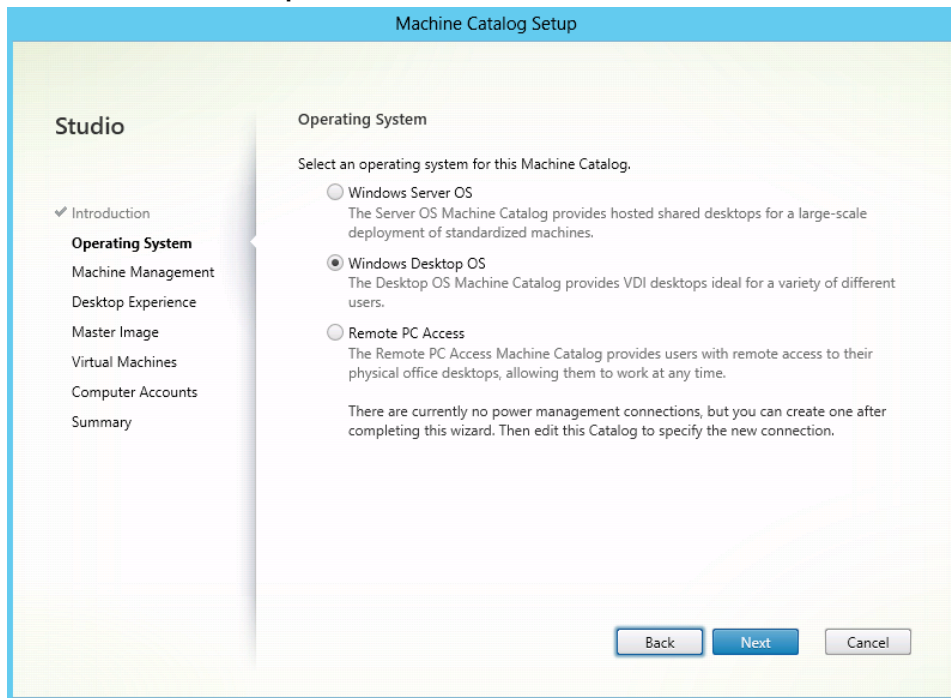 Machine Catalog Setup
Studio
Introduction
Operating System
Machine Management
Desktop Experience
Master Image
Virtual Machines
Computer Accounts
Summary
Operating System
Select an operating system for this Machine Catalog.
Windows Server OS
The Server OS Machine Catalog provides hosted shared desktops for a large-scale
deployment of standardized machines.
Windows Desktop OS
The Desktop OS Machine Catalog provides VDI desktops ideal for a variety of different
users.
Remote PC Access
The Remote PC Access Machine Catalog provides users with remote access to their
physical office desktops, allowing them to work at any time.
There are currently no power management connections, but you can create one after
completing this wizard. Then edit this Catalog to specify the new connection.
Back
Next
Cancel